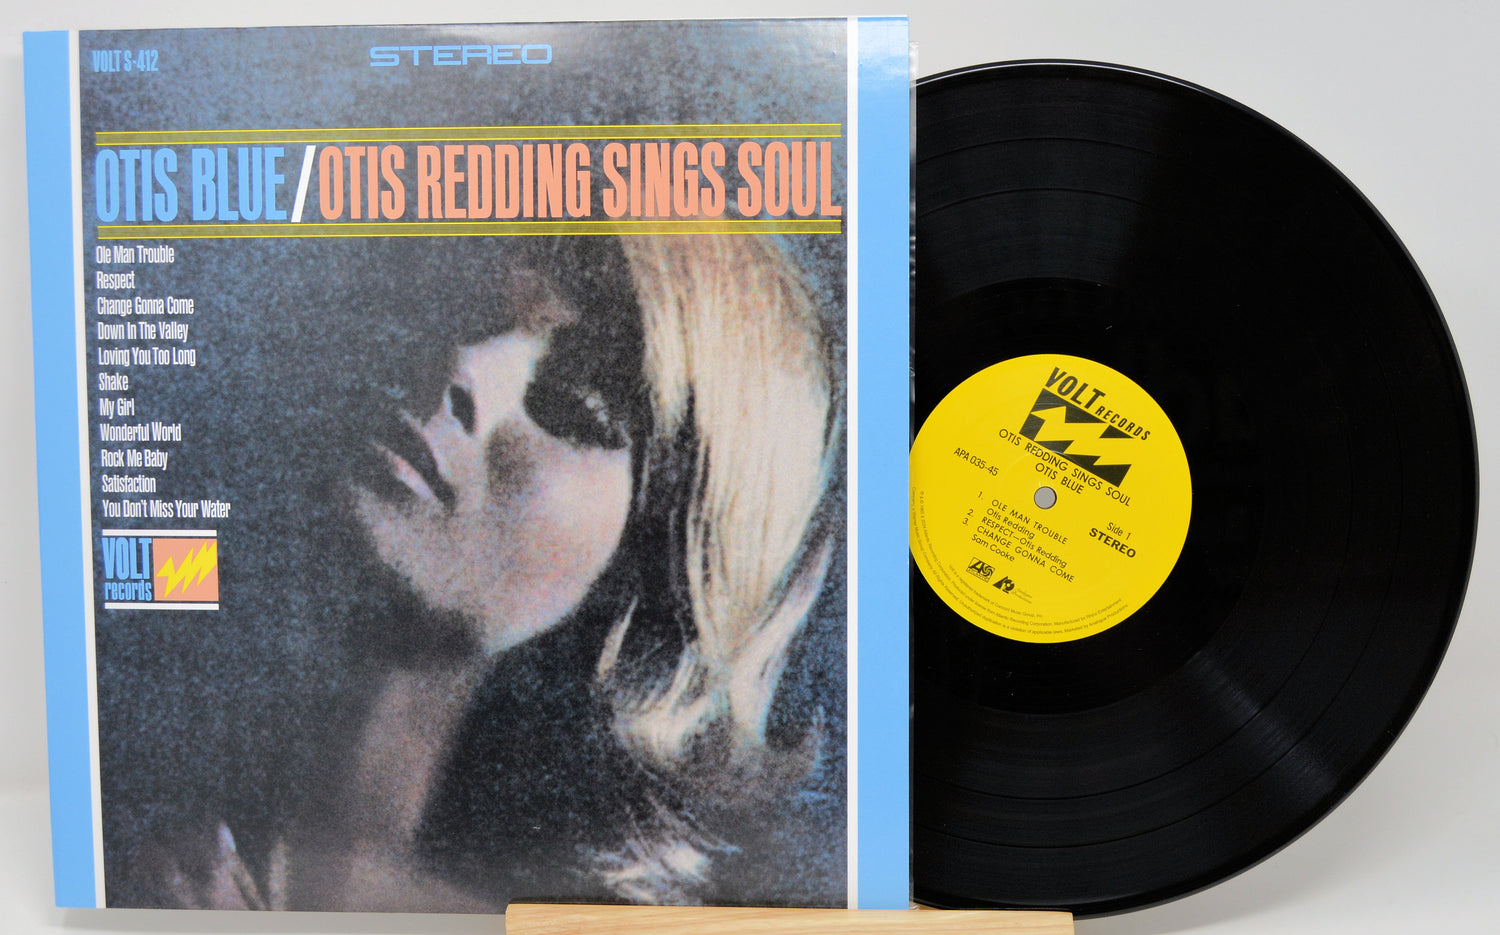 VOLT S-412
STEREO
OTIS BLUE/OTIS REDDING SINGS SOUL
Ole Man Trouble
Respect
Change Gonna Come
Down In The Valley
Loving You Too Long
Shake
My Girl
Wonderful World
Rock Me Baby
Satisfaction
You Don't Miss Your Water
VOLT
records
VOLT RECORDS
OTIS REDDING SINGS SOUL
OTIS BLUE
APA 035-45
Side 1
STEREO
1. OLE MAN TROUBLE
Otis Redding
2. RESPECT—Otis Redding
3. CHANGE GONNA COME
Sam Cooke